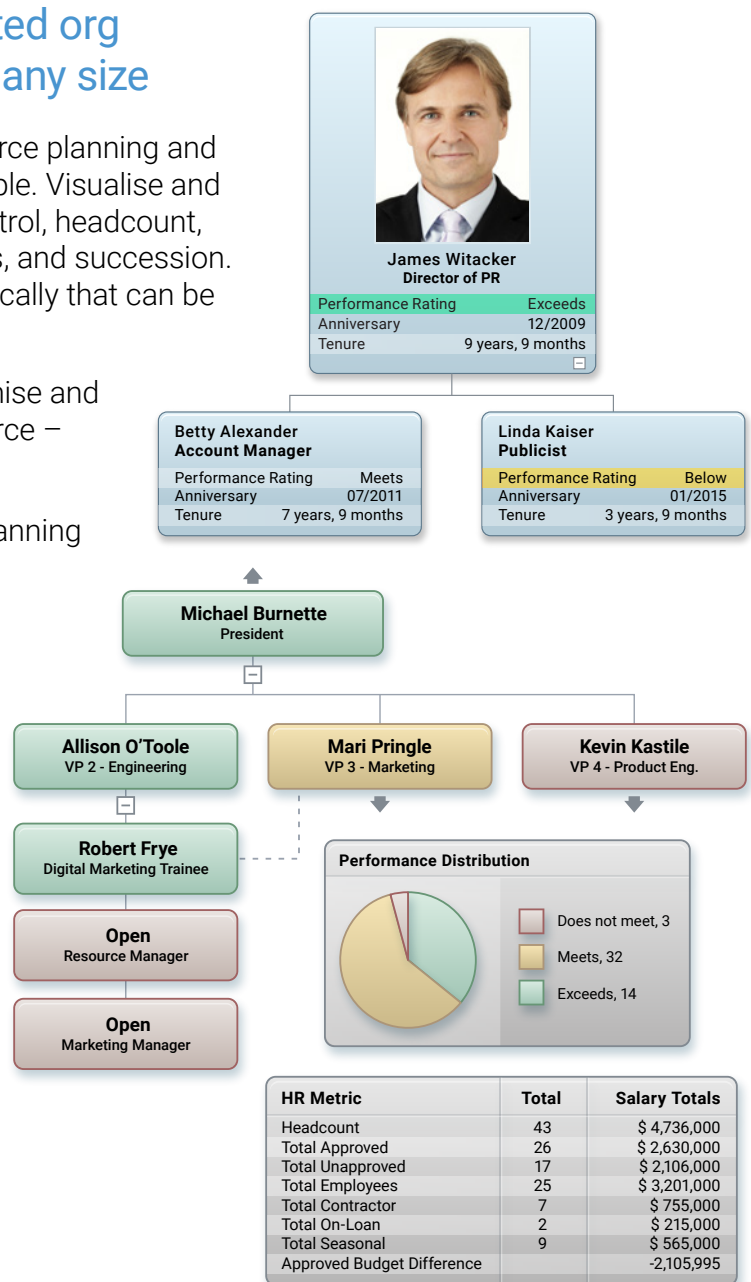 ted org
any size
rce planning and
ple. Visualise and
trol, headcount,
s, and succession.
cally that can be
nise and
rce –
anning
James Witacker
Director of PR
Performance Rating Exceeds
Anniversary 12/2009
Tenure 9 years, 9 months
Betty Alexander
Account Manager
Performance Rating Meets
Anniversary 07/2011
Tenure 7 years, 9 months
Linda Kaiser
Publicist
Performance Rating Below
Anniversary 01/2015
Tenure 3 years, 9 months
Michael Burnette
President
Allison O'Toole
VP 2 - Engineering
Mari Pringle
VP 3 - Marketing
Kevin Kastile
VP 4 - Product Eng.
Robert Frye
Digital Marketing Trainee
Open
Resource Manager
Open
Marketing Manager
Performance Distribution
Does not meet, 3
Meets, 32
Exceeds, 14
HR Metric Total Salary Totals
Headcount 43 $ 4,736,000
Total Approved 26 $ 2,630,000
Total Unapproved 17 $ 2,106,000
Total Employees 25 $ 3,201,000
Total Contractor 7 $ 755,000
Total On-Loan 2 $ 215,000
Total Seasonal 9 $ 565,000
Approved Budget Difference -2,105,995